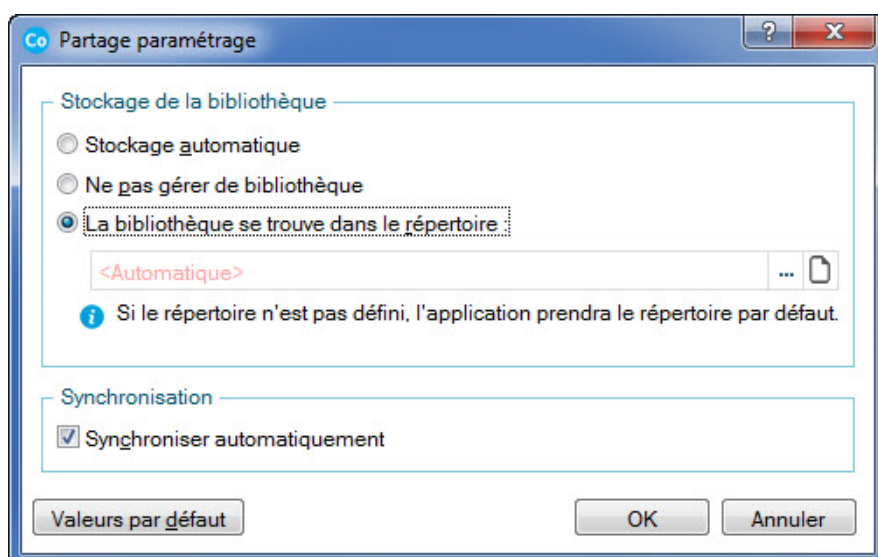 Co Partage paramétrage
?
Stockage de la bibliothèque
Stockage automatique
Ne pas gérer de bibliothèque
La bibliothèque se trouve dans le répertoire :
<Automatique> ...
i Si le répertoire n'est pas défini, l'application prendra le répertoire par défaut.
Synchronisation
Synchroniser automatiquement
Valeurs par défaut OK Annuler